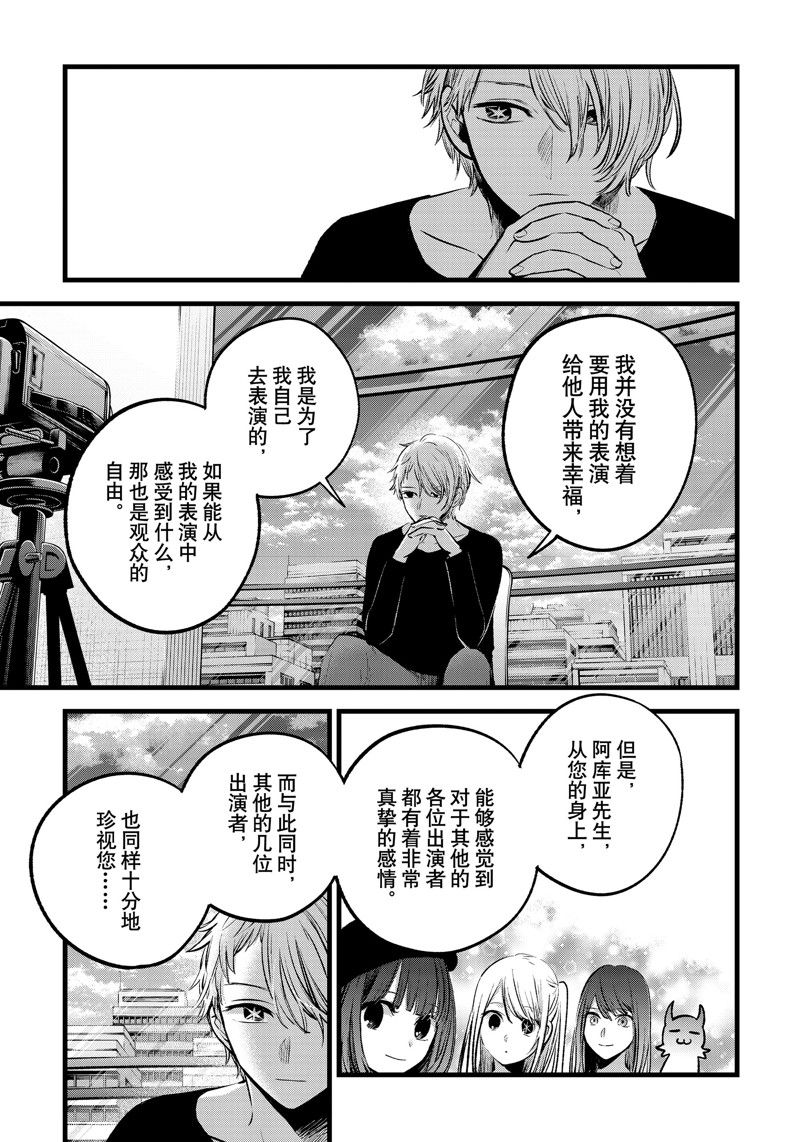 我并没有想着
要用我的表演
给他人带来幸福，
我是为了
我自己
去表演的，
如果能从
我的表演中
感受到什么，
那也是观众的
自由。
但是，
阿库亚先生，
从您的身上，
能够感觉到
对于其他的
各位出演者
都有着非常
真挚的感情。
而与此同时，
其他的几位
出演者，
也同样十分地
珍视您……